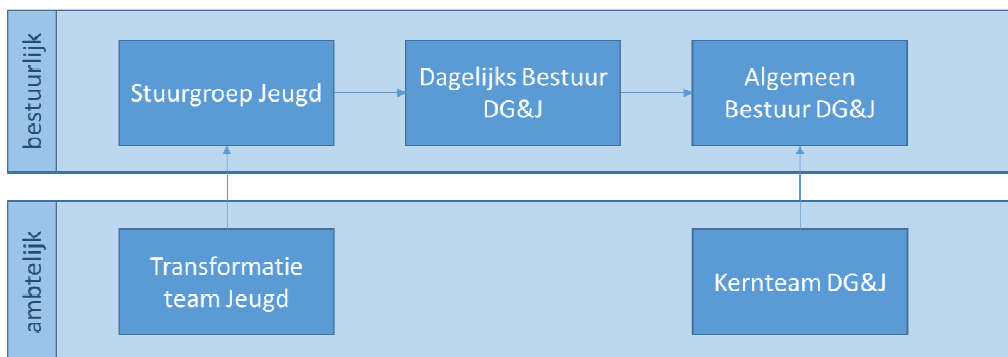 bestuurlijk
Stuurgroep Jeugd
Dagelijks Bestuur
DG&J
Algemeen
Bestuur DG&J
ambtelijk
Transformatie
team Jeugd
Kernteam DG&J